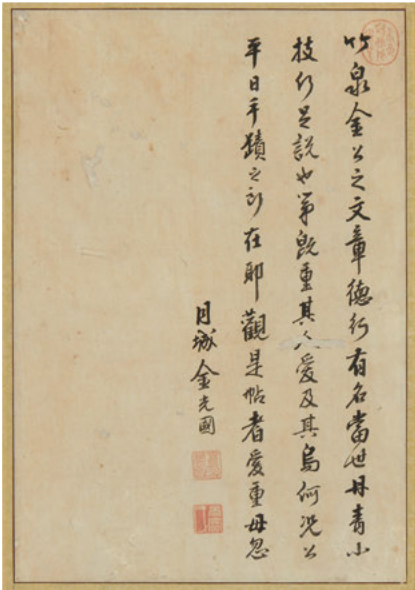 竹泉金公之文章德行有名當世丹青小
技何足說也第旣重其人愛及其烏何況公
平日手蹟之所在耶觀是帖者愛重毋忽
月城金光國